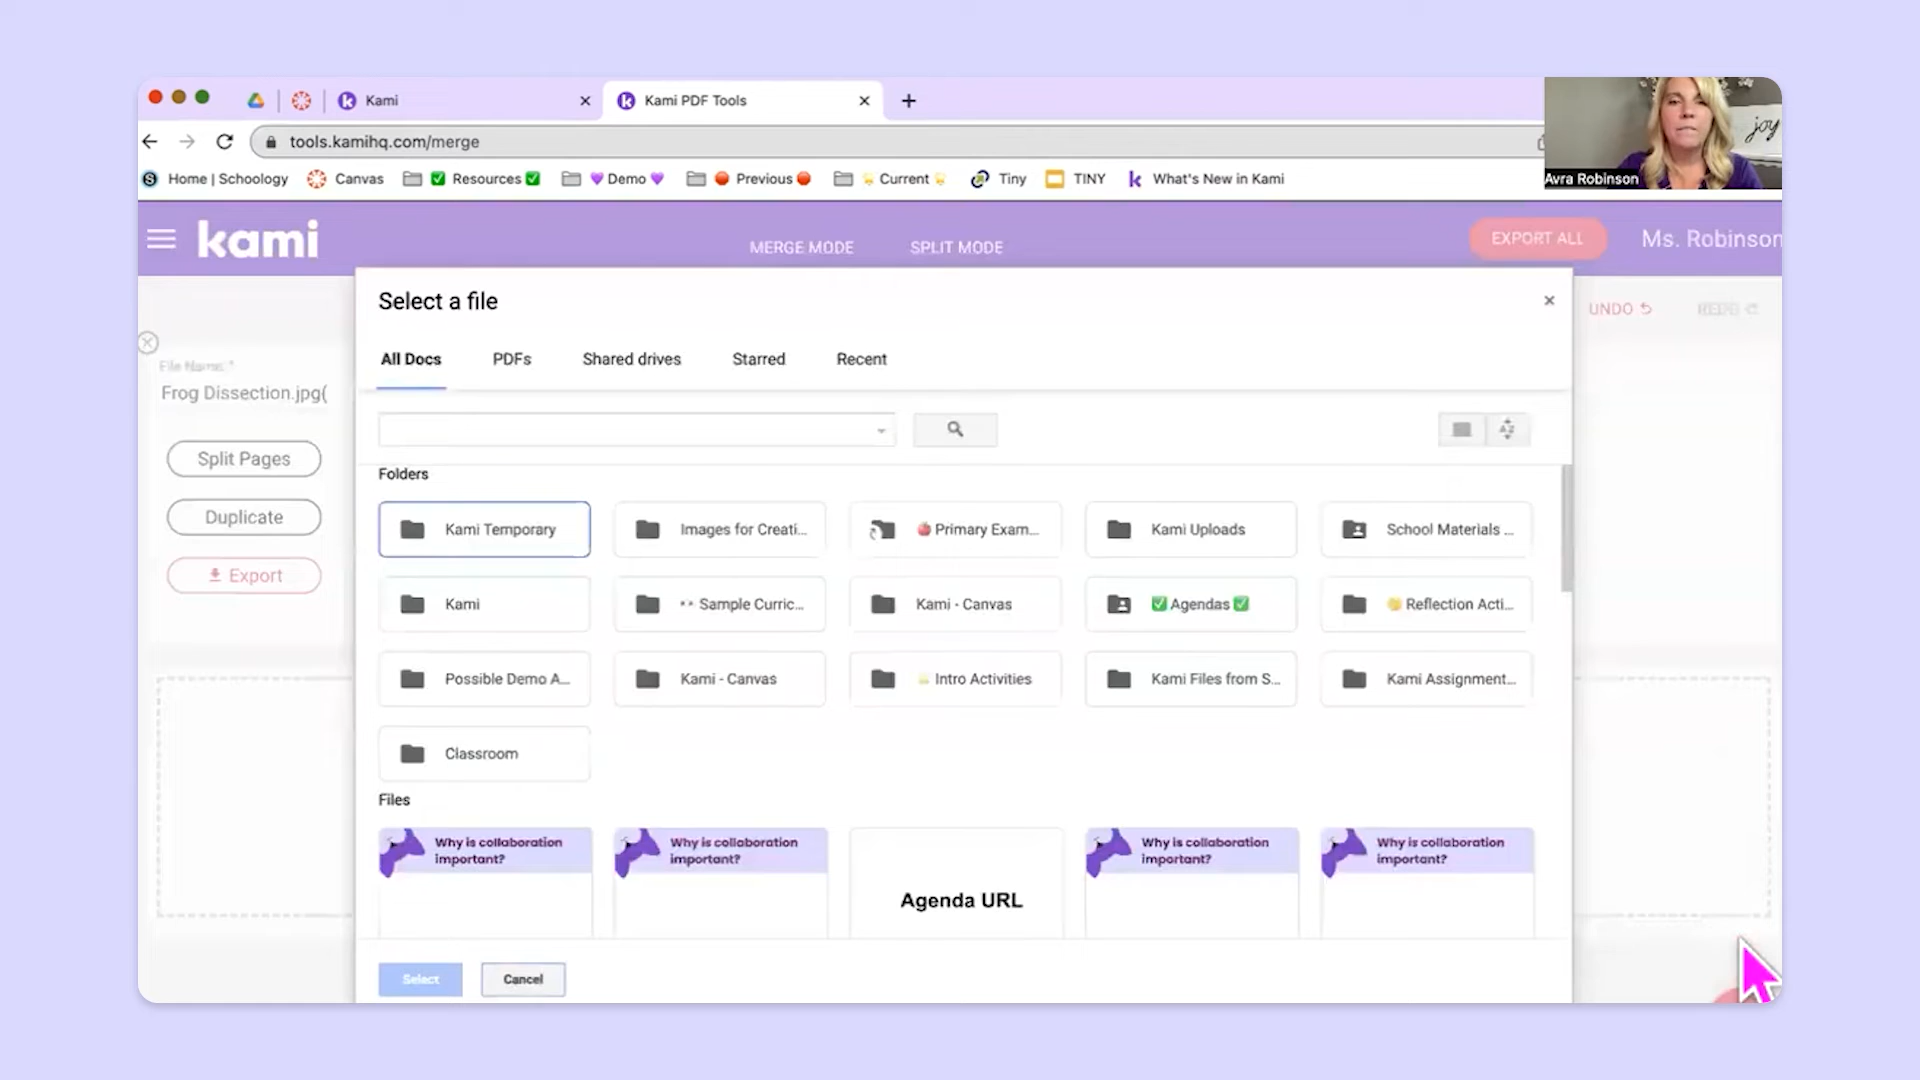 Kami
Kami PDF Tools
tools.kamihq.com/merge
Home | Schoology
Canvas
Resources
Demo
Previous
Current
Tiny
TINY
What's New in Kami
joy
Avra Robinson
kami
MERGE MODE
SPLIT MODE
EXPORT ALL
Ms. Robinson
Select a file
UNDO
REDO
File Name: *
Frog Dissection.jpg(
Split Pages
Duplicate
Export
All Docs
PDFs
Shared drives
Starred
Recent
Folders
Kami Temporary
Images for Creati...
Primary Exam...
Kami Uploads
School Materials ...
Kami
Sample Curric...
Kami - Canvas
Agendas
Reflection Acti...
Possible Demo A...
Kami - Canvas
Intro Activities
Kami Files from S...
Kami Assignment...
Classroom
Files
Why is collaboration
important?
Why is collaboration
important?
Agenda URL
Why is collaboration
important?
Why is collaboration
important?
Select
Cancel